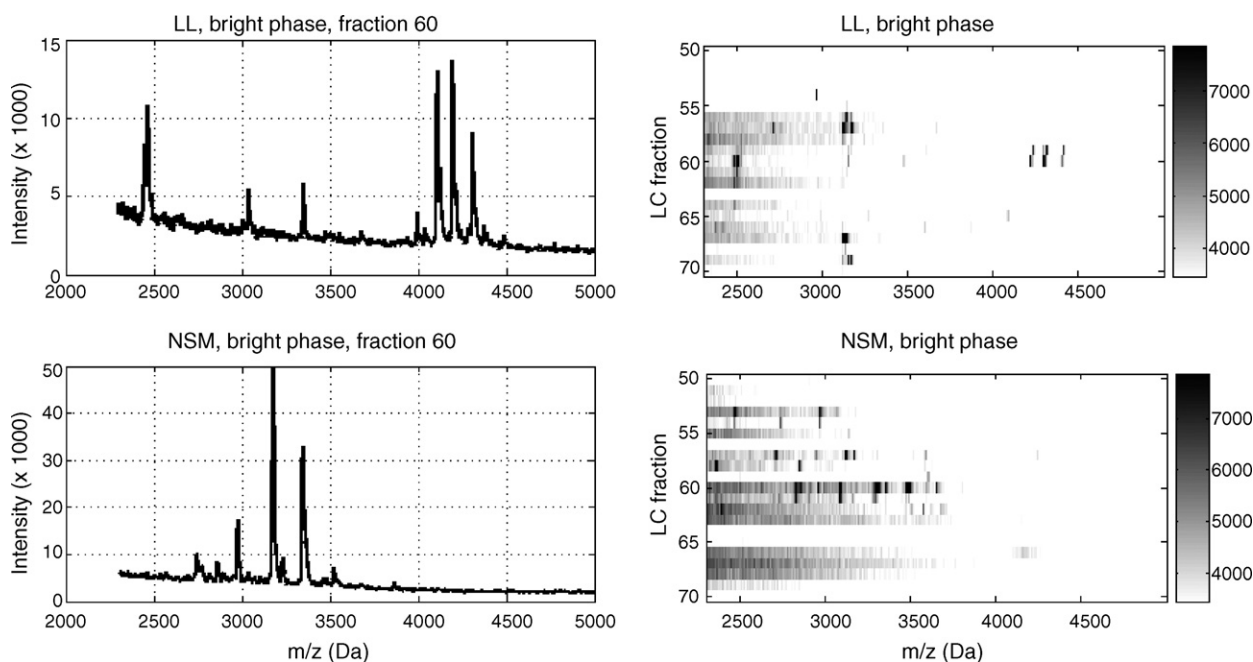 LL, bright phase, fraction 60
15
10
5
0
Intensity (x 1000)
2000 2500 3000 3500 4000 4500 5000
LL, bright phase
50
55
60
65
70
LC fraction
2500 3000 3500 4000 4500
7000
6000
5000
4000
NSM, bright phase, fraction 60
50
40
30
20
10
0
Intensity (x 1000)
2000 2500 3000 3500 4000 4500 5000
m/z (Da)
NSM, bright phase
50
55
60
65
70
LC fraction
2500 3000 3500 4000 4500
m/z (Da)
7000
6000
5000
4000